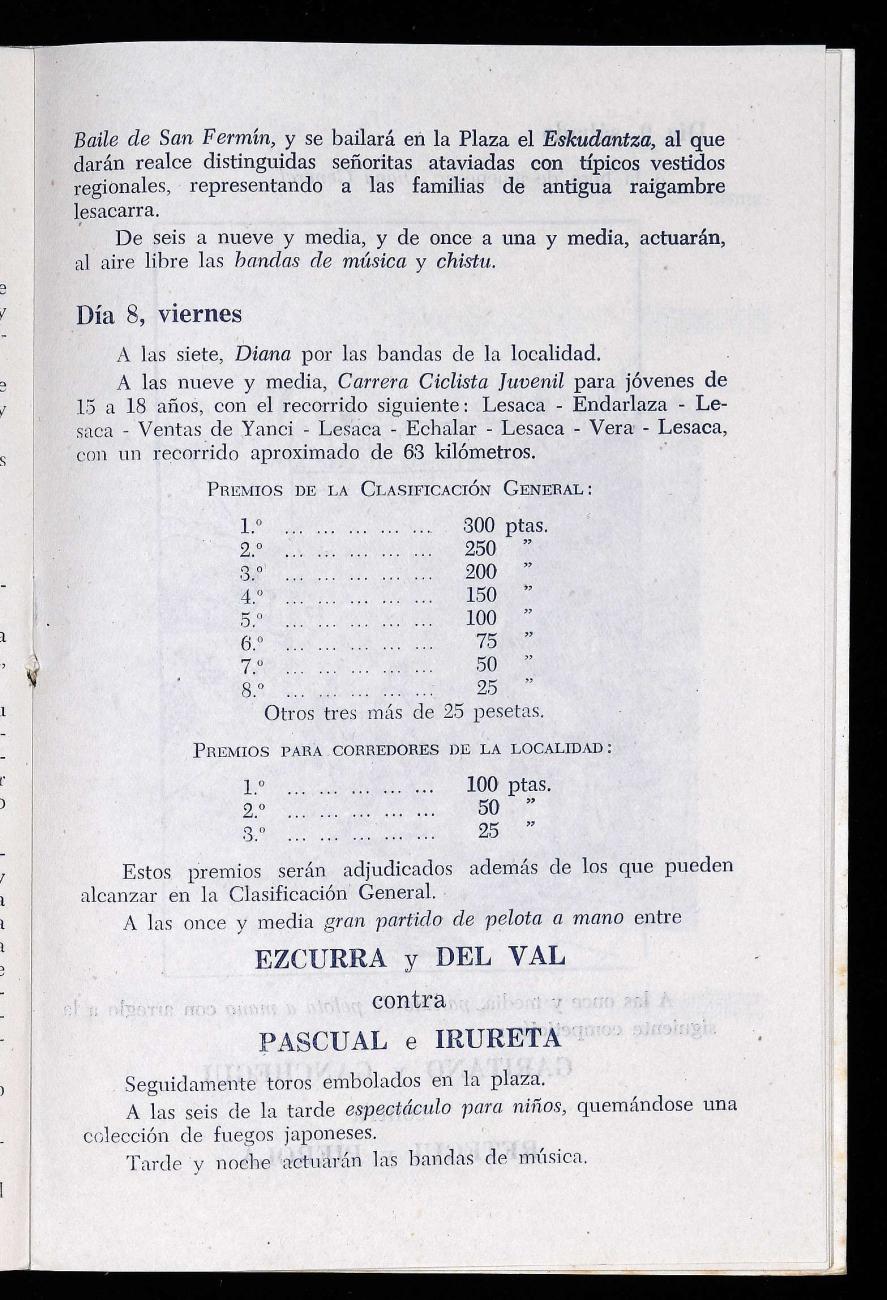 Baile de San Fermín, y se bailará en la Plaza el Eskudantza, al que
darán realce distinguidas señoritas ataviadas con típicos vestidos
regionales, representando a las familias de antigua raigambre
lesacarra.
De seis a nueve y media, y de once a una y media, actuarán,
al aire libre las bandas de música y chistu.
Día 8, viernes
A las siete, Diana por las bandas de la localidad.
A las nueve y media, Carrera Ciclista Juvenil para jóvenes de
15 a 18 años, con el recorrido siguiente: Lesaca - Endarlaza - Le-
saca - Ventas de Yanci - Lesaca - Echalar - Lesaca - Vera - Lesaca,
con un recorrido aproximado de 63 kilómetros.
Premios de la Clasificación General:
1.º ... ... ... ... ... 300 ptas.
2.º ... ... ... ... ... 250 ”
3.º ... ... ... ... ... 200 ”
4.º ... ... ... ... ... 150 ”
5.º ... ... ... ... ... 100 ”
6.º ... ... ... ... ... 75 ”
7.º ... ... ... ... ... 50 ”
8.º ... ... ... ... ... 25 ”
Otros tres más de 25 pesetas.
Premios para corredores de la localidad:
1.º ... ... ... ... ... 100 ptas.
2.º ... ... ... ... ... 50 ”
3.º ... ... ... ... ... 25 ”
Estos premios serán adjudicados además de los que pueden
alcanzar en la Clasificación General.
A las once y media gran partido de pelota a mano entre
EZCURRA y DEL VAL
contra
PASCUAL e IRURETA
Seguidamente toros embolados en la plaza.
A las seis de la tarde espectáculo para niños, quemándose una
colección de fuegos japoneses.
Tarde y noche actuarán las bandas de música.